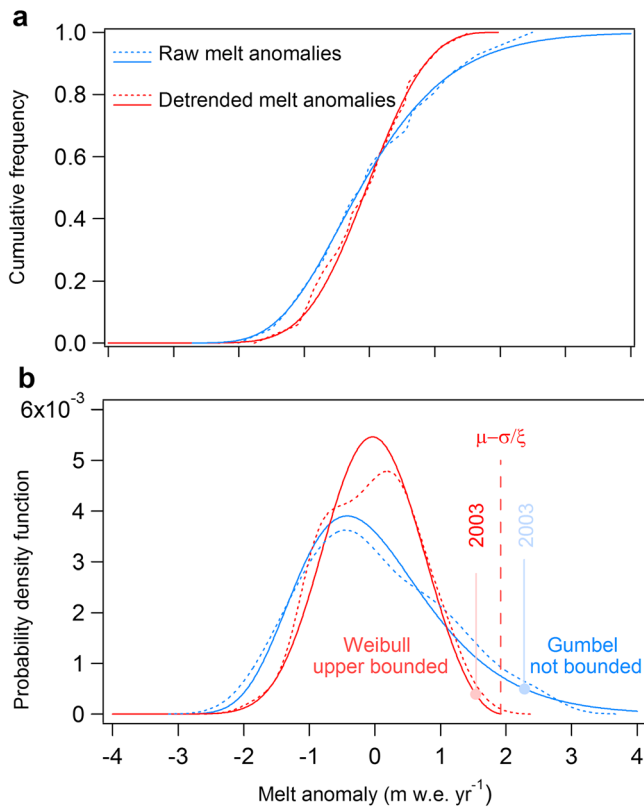 a
1.0
0.8
0.6
0.4
0.2
0.0
Cumulative frequency
Raw melt anomalies
Detrended melt anomalies
b
6x10⁻³
5
4
3
2
1
0
Probability density function
μ−σ/ξ
2003
2003
Weibull
upper bounded
Gumbel
not bounded
-4 -3 -2 -1 0 1 2 3 4
Melt anomaly (m w.e. yr⁻¹)